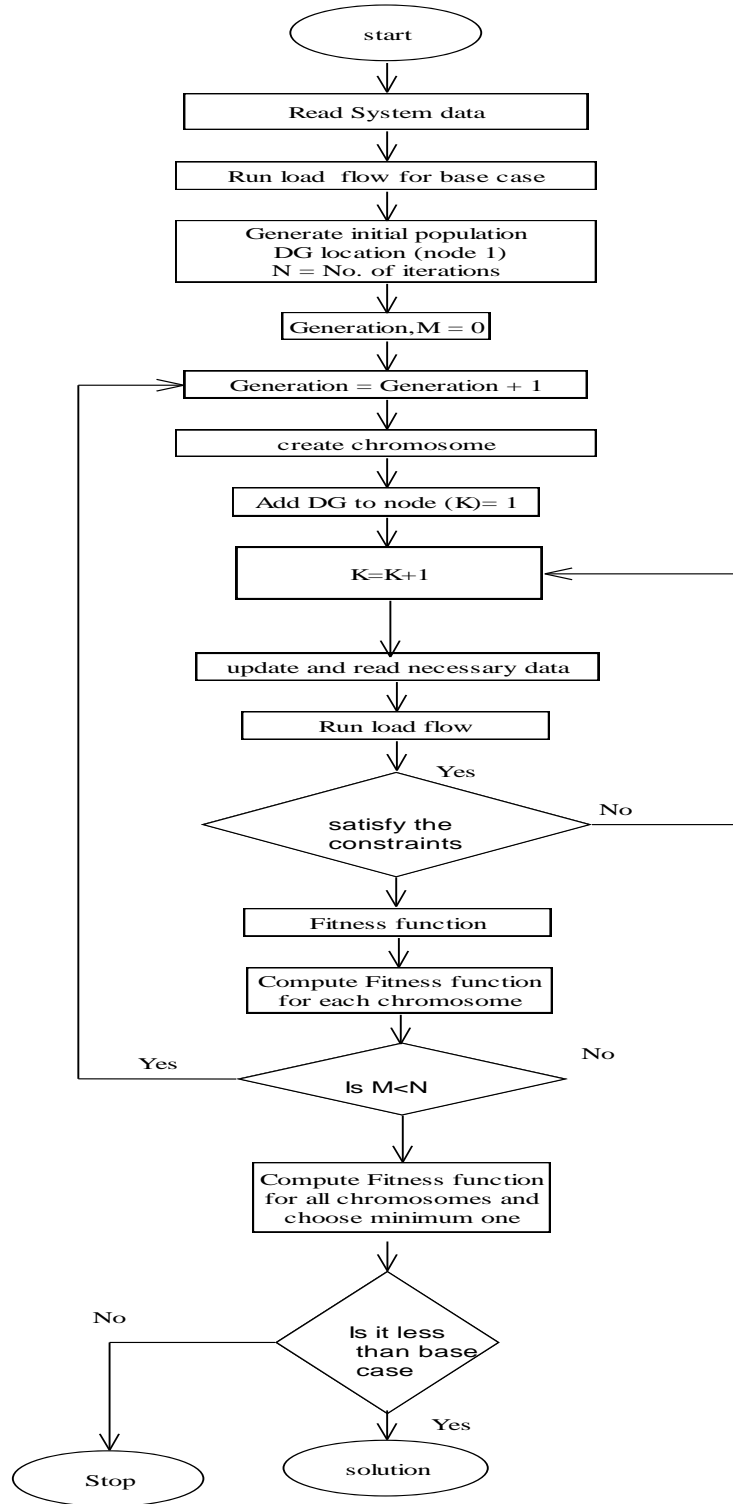 start
Read System data
Run load flow for base case
Generate initial population
DG location (node 1)
N = No. of iterations
Generation,M = 0
Generation = Generation + 1
create chromosome
Add DG to node (K)= 1
K=K+1
update and read necessary data
Run load flow
Yes
No
satisfy the
constraints
Fitness function
Compute Fitness function
for each chromosome
Yes
No
Is M<N
Compute Fitness function
for all chromosomes and
choose minimum one
No
Is it less
than base
case
Yes
Stop
solution